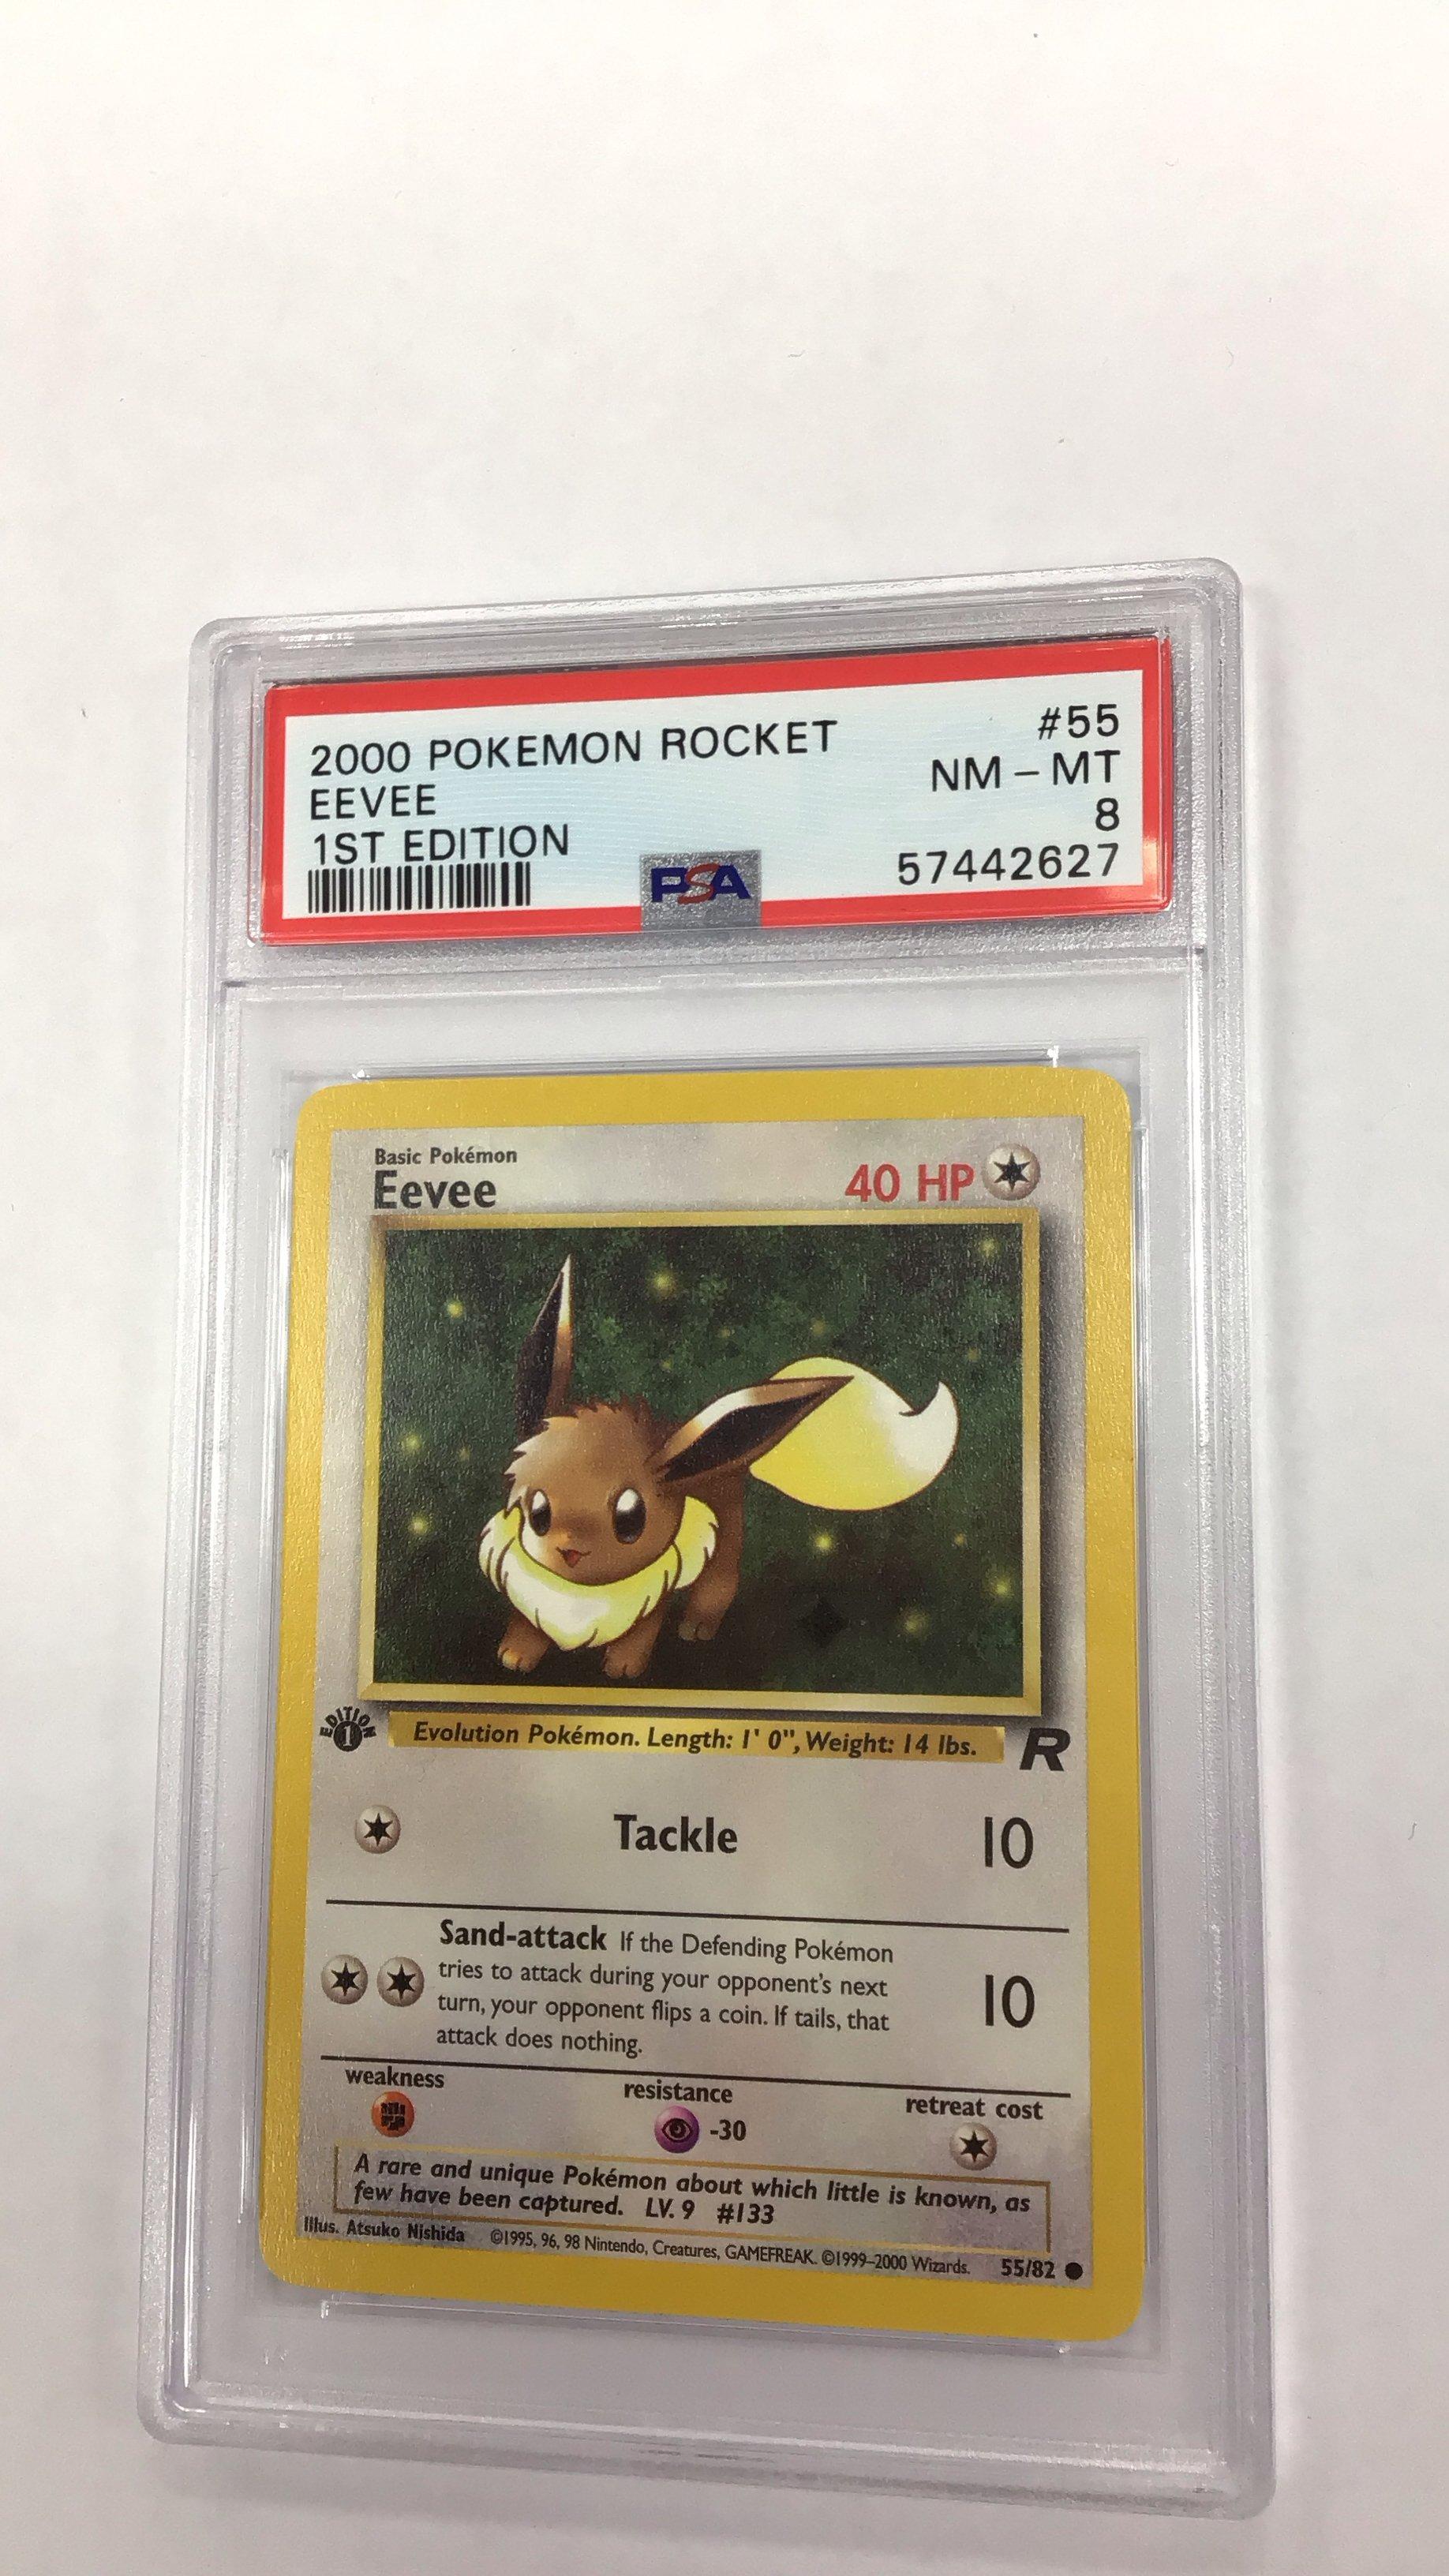 2000 POKEMON ROCKET #55
EEVEE NM - MT
1ST EDITION 8
PSA 57442627
Basic Pokémon
Eevee 40 HP
EDITION 1
Evolution Pokémon. Length: 1' 0", Weight: 14 lbs. R
Tackle 10
Sand-attack If the Defending Pokémon
tries to attack during your opponent's next
turn, your opponent flips a coin. If tails, that
attack does nothing.
10
weakness resistance retreat cost
-30
A rare and unique Pokémon about which little is known, as
few have been captured. LV. 9 #133
Illus. Atsuko Nishida ©1995, 96, 98 Nintendo, Creatures, GAMEFREAK. ©1999–2000 Wizards. 55/82